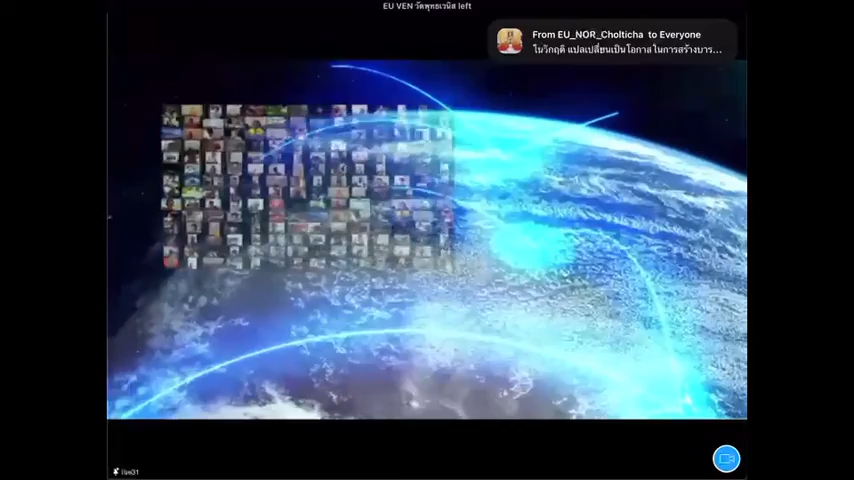 EU VEN วัดพุทธเวนิส left
From EU_NOR_Cholticha to Everyone
ในวิกฤติ แปลเปลี่ยนเป็นโอกาสในการสร้างบาร...